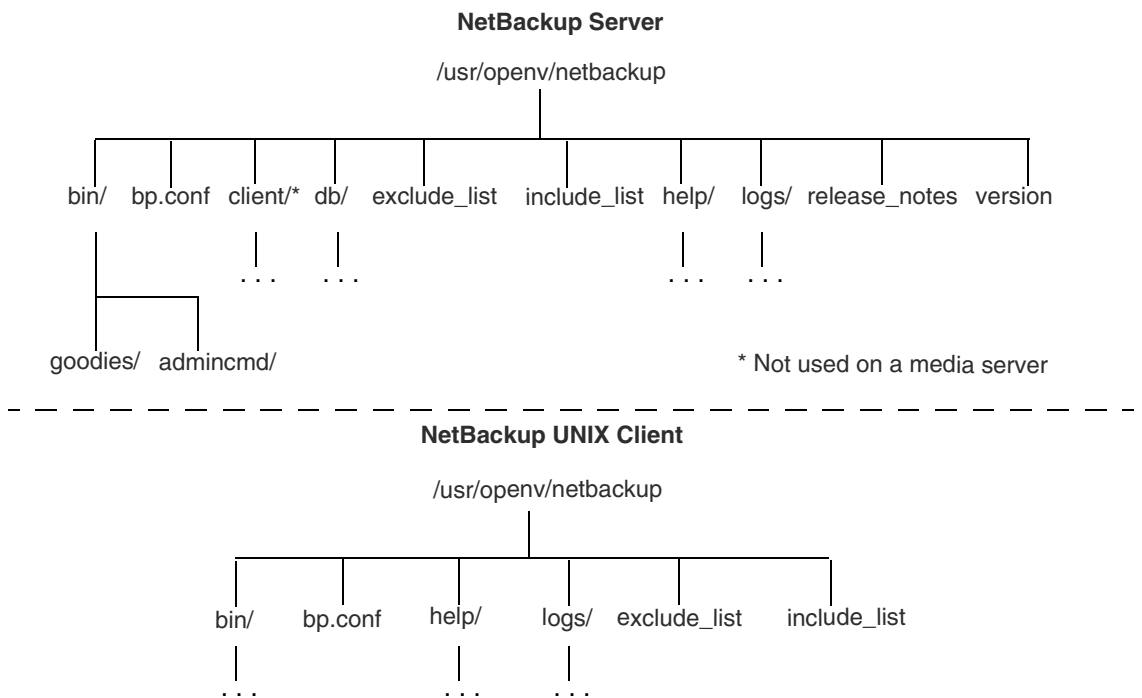 NetBackup Server
/usr/openv/netbackup
bin/ bp.conf client/* db/ exclude_list include_list help/ logs/ release_notes version
. . . . . . . . . . . .
goodies/ admincmd/ * Not used on a media server
NetBackup UNIX Client
/usr/openv/netbackup
bin/ bp.conf help/ logs/ exclude_list include_list
. . . . . . . . .